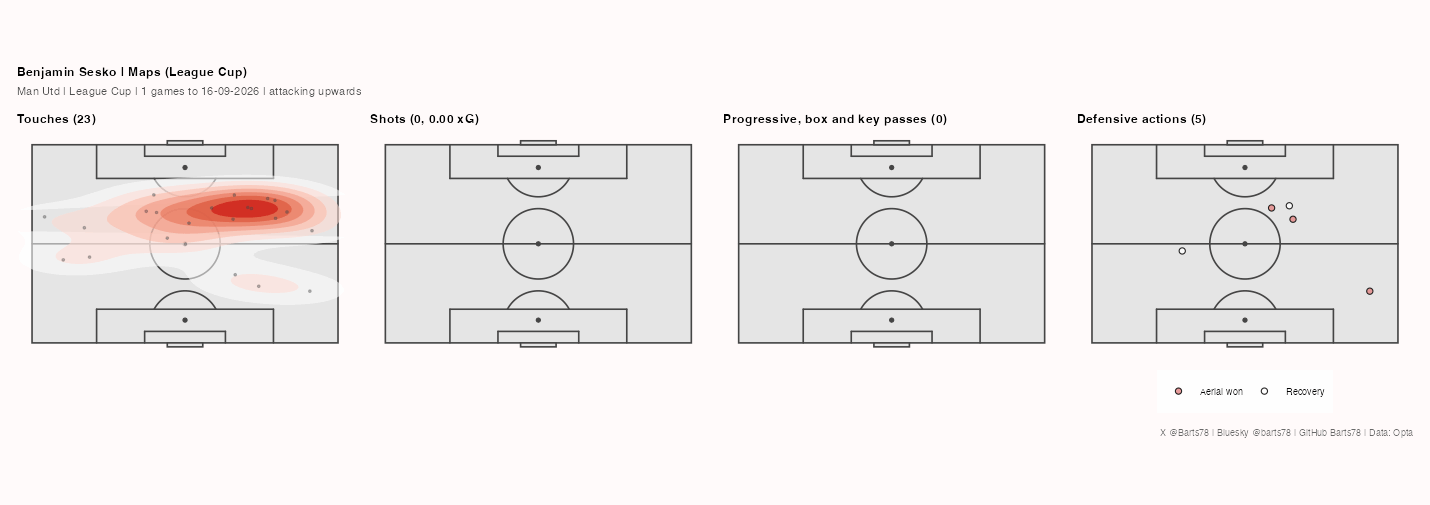 Benjamin Sesko | Maps (League Cup)
Man Utd | League Cup | 1 games to 16-09-2026 | attacking upwards
Touches (23)
Shots (0, 0.00 xG)
Progressive, box and key passes (0)
Defensive actions (5)
Aerial won
Recovery
X @Barts78 | Bluesky @barts78 | GitHub Barts78 | Data: Opta